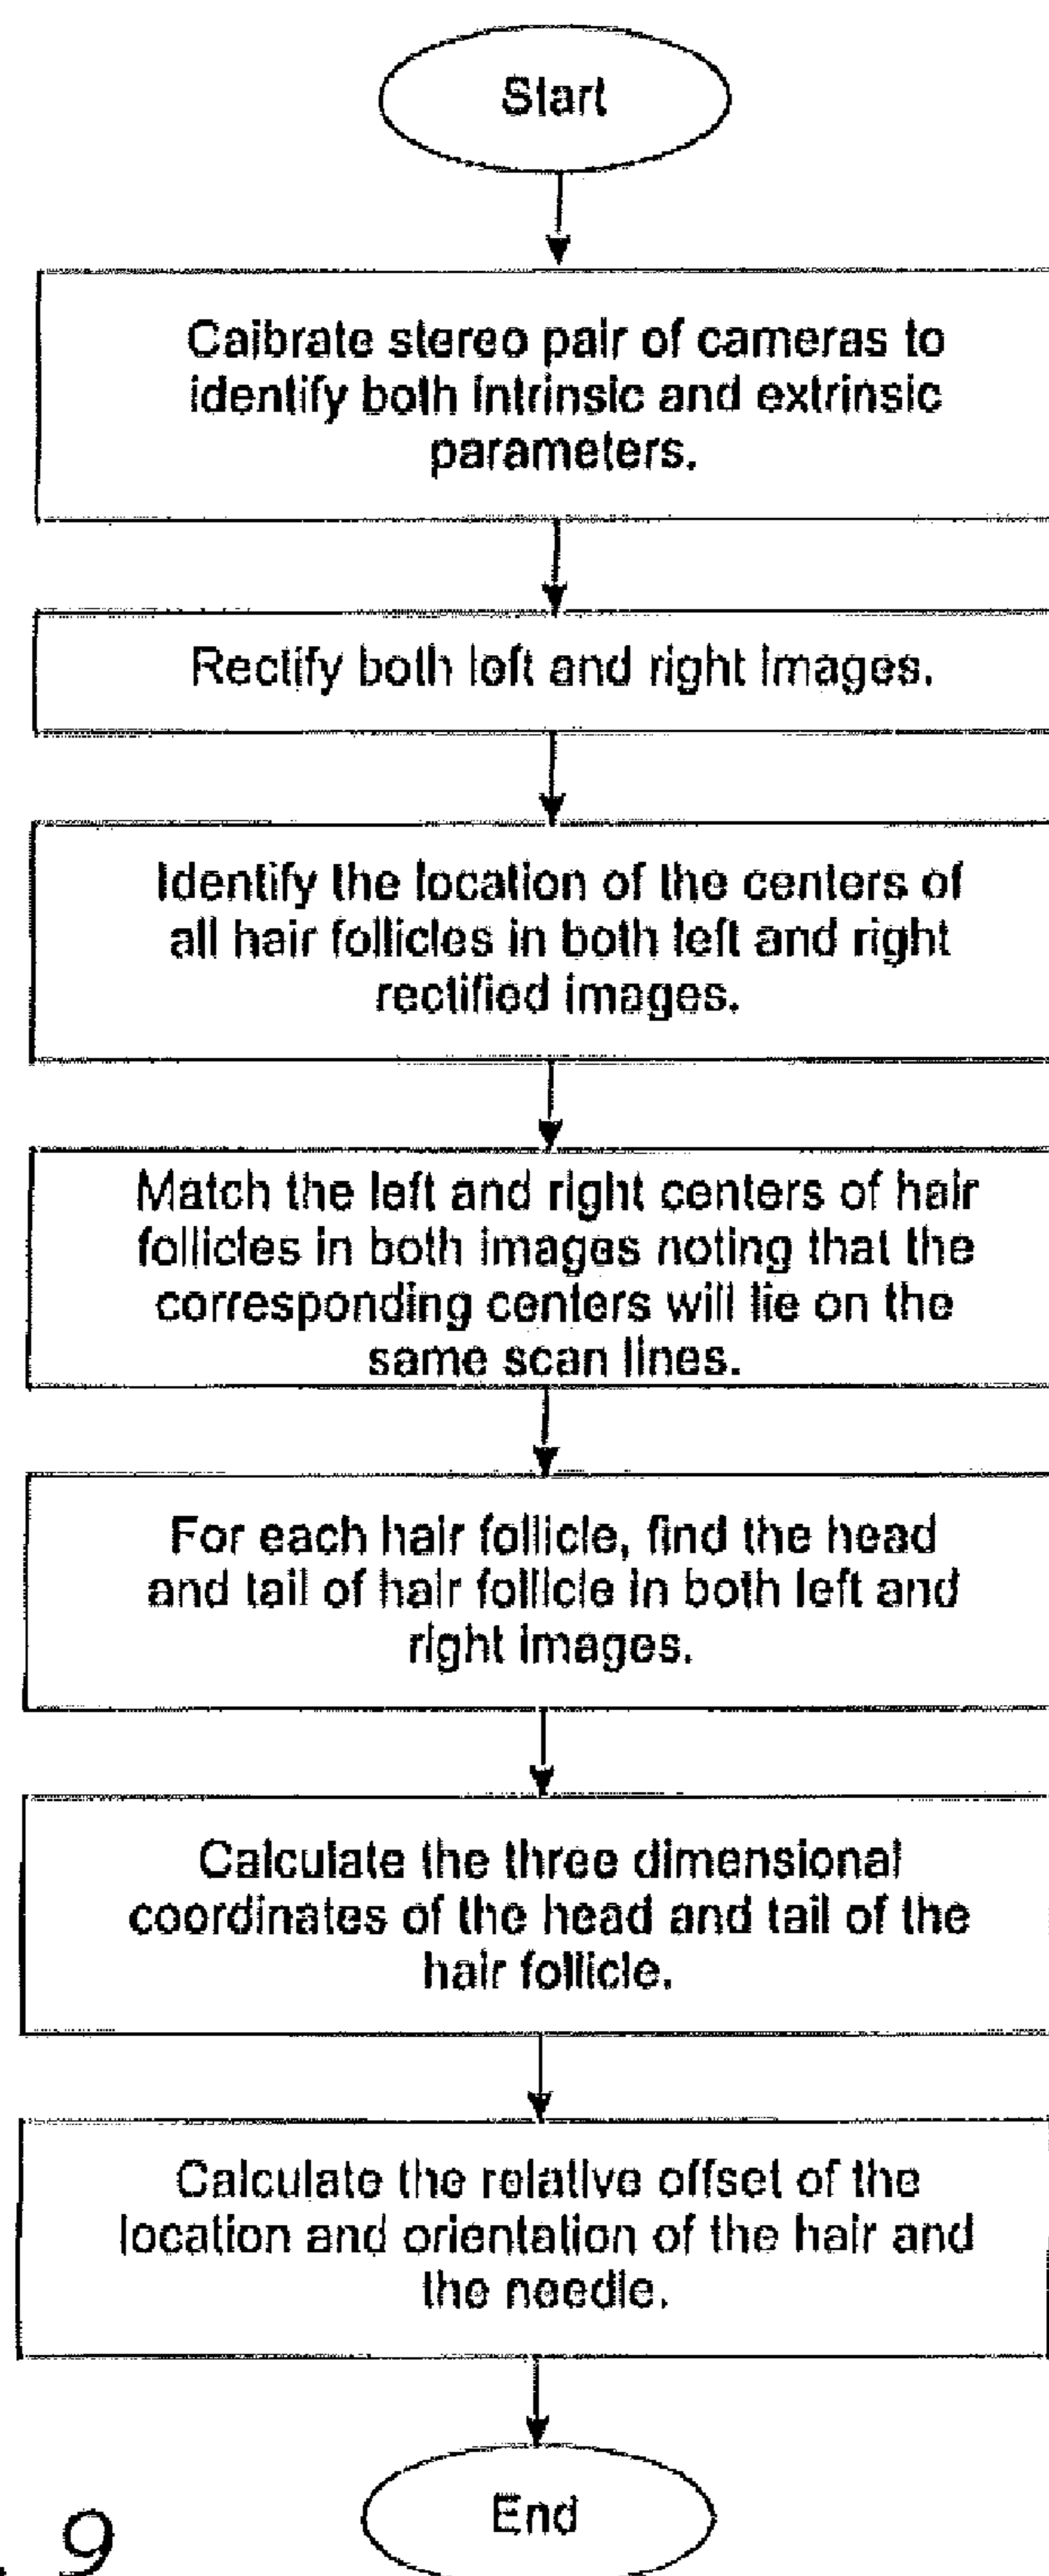 Start
Caibrate stereo pair of cameras to
identify both intrinsic and extrinsic
parameters.
Rectify both left and right images.
Identify the location of the centers of
all hair follicles in both left and right
rectified images.
Match the left and right centers of hair
follicles in both images noting that the
corresponding centers will lie on the
same scan lines.
For each hair follicle, find the head
and tail of hair follicle in both left and
right images.
Calculate the three dimensional
coordinates of the head and tail of the
hair follicle.
Calculate the relative offset of the
location and orientation of the hair and
the needle.
End
. 9